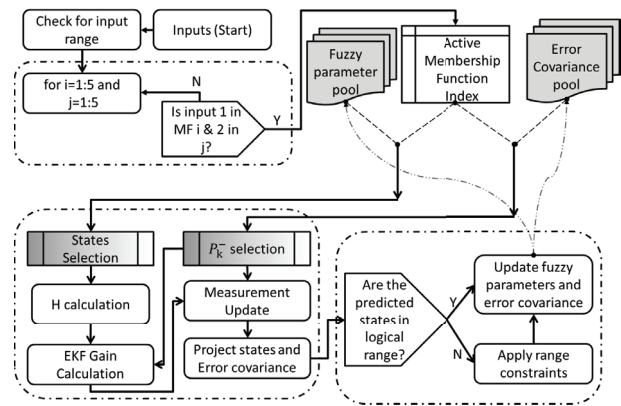 Check for input
range
Inputs (Start)
for i=1:5 and
j=1:5
N
Is input 1 in
MF i & 2 in
j?
Y
Fuzzy
parameter
pool
Active
Membership
Function
Index
Error
Covariance
pool
States
Selection
P_k^- selection
H calculation
Measurement
Update
EKF Gain
Calculation
Project states and
Error covariance
Are the
predicted
states in
logical
range?
Y
N
Update fuzzy
parameters and
error covariance
Apply range
constraints